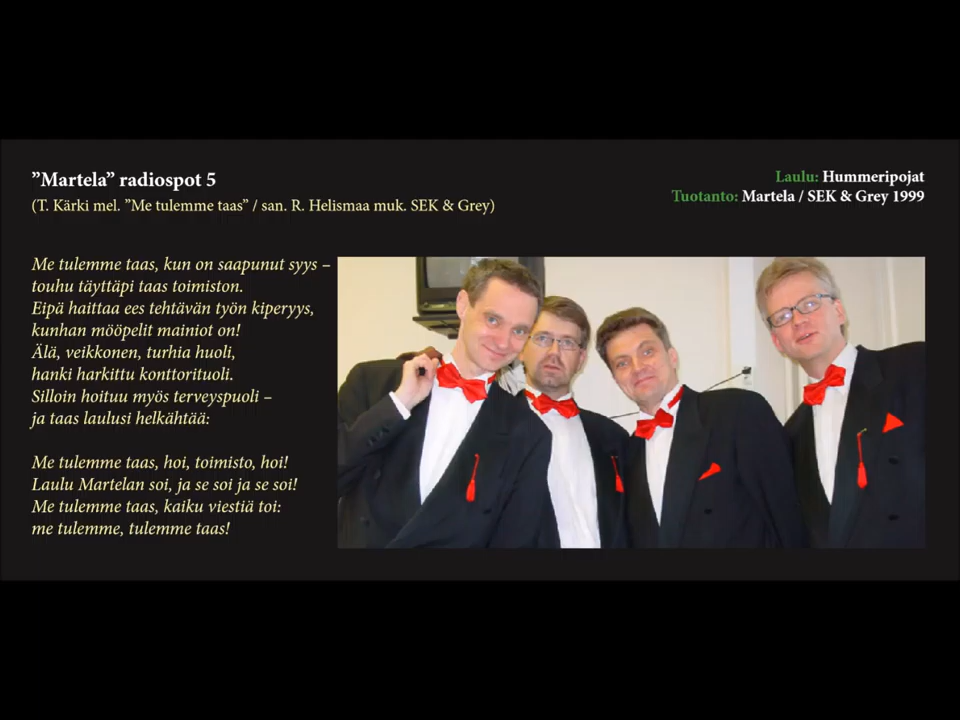 ”Martela” radiospot 5
(T. Kärki mel. ”Me tulemme taas” / san. R. Helismaa muk. SEK & Grey)
Laulu: Hummeripojat
Tuotanto: Martela / SEK & Grey 1999
Me tulemme taas, kun on saapunut syys –
touhu täyttäpi taas toimiston.
Eipä haittaa ees tehtävän työn kiperyys,
kunhan mööpelit mainiot on!
Älä, veikkonen, turhia huoli,
hanki harkittu konttorituoli.
Silloin hoituu myös terveyspuoli –
ja taas laulusi helkähtää:
Me tulemme taas, hoi, toimisto, hoi!
Laulu Martelan soi, ja se soi ja se soi!
Me tulemme taas, kaiku viestiä toi:
me tulemme, tulemme taas!